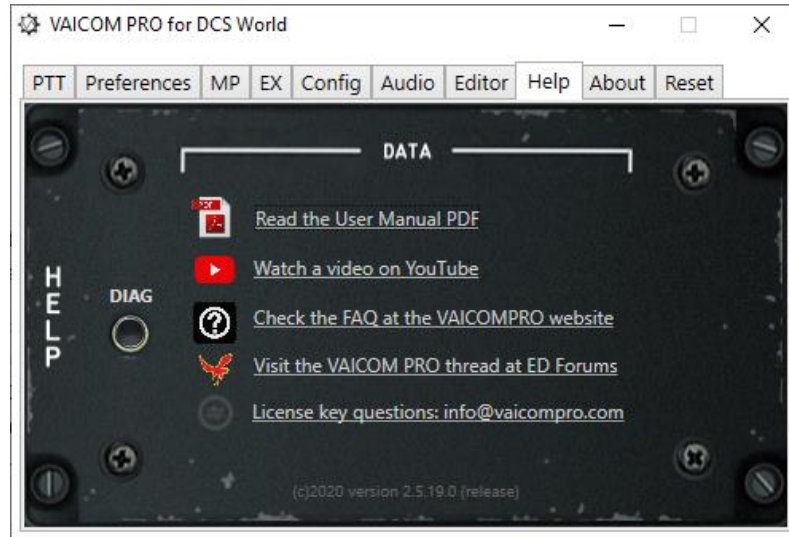 VAICOM PRO for DCS World
PTT Preferences MP EX Config Audio Editor Help About Reset
DATA
HELP
DIAG
PDF
Read the User Manual PDF
Watch a video on YouTube
Check the FAQ at the VAICOMPRO website
Visit the VAICOM PRO thread at ED Forums
License key questions: info@vaicompro.com
(c)2020 version 2.5.19.0 (release)